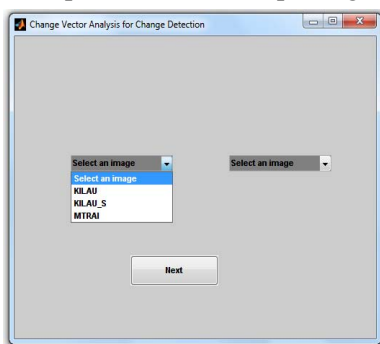 Change Vector Analysis for Change Detection
Select an image Select an image
Select an image
KILAU
KILAU_S
MTRAI
Next